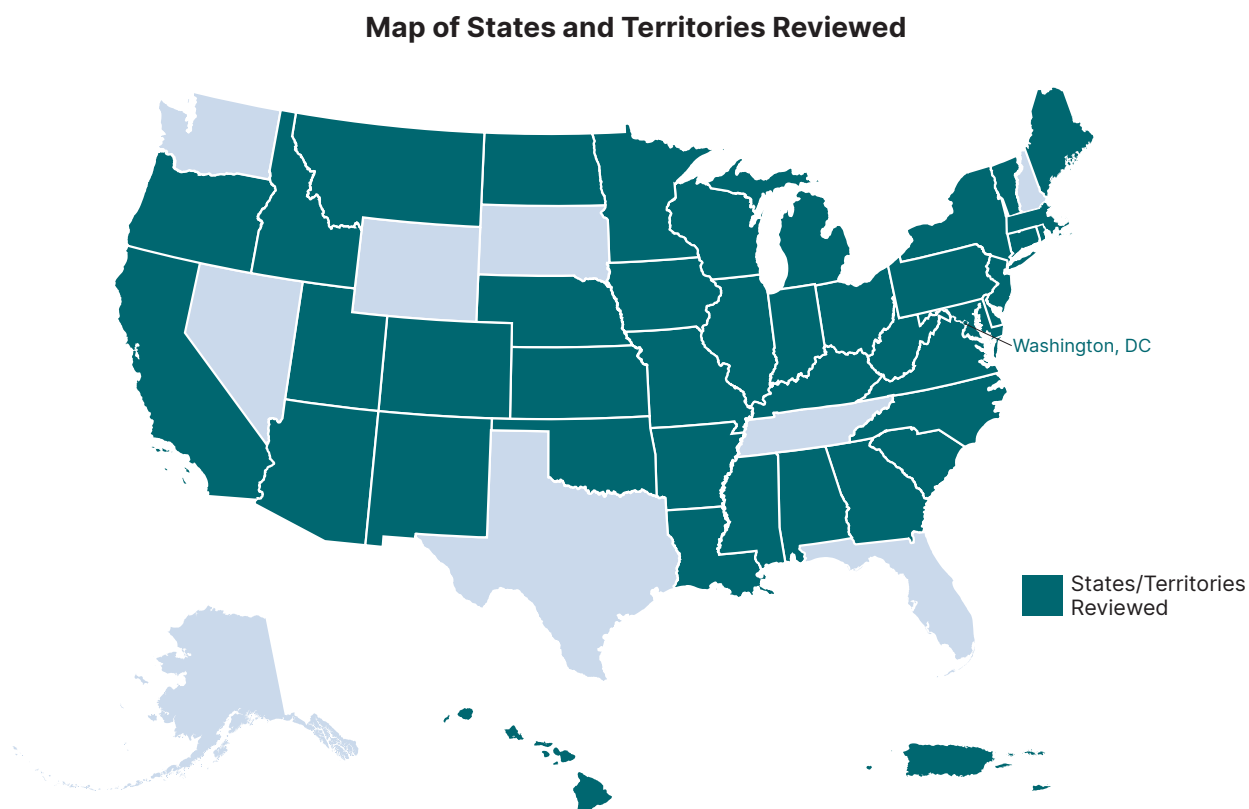 Map of States and Territories Reviewed
Washington, DC
States/Territories
Reviewed